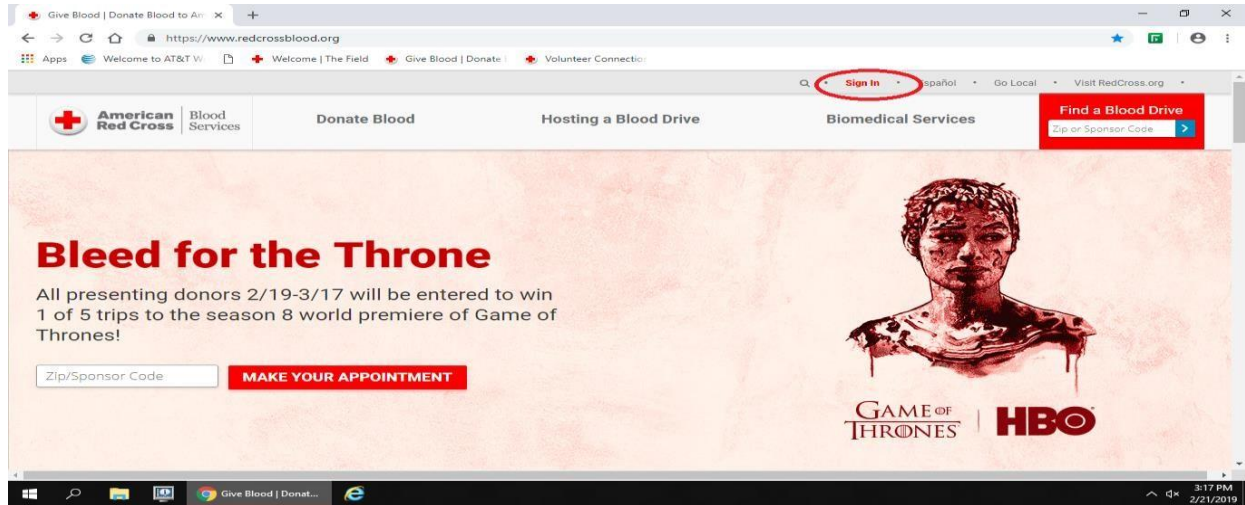 Give Blood | Donate Blood to Am
https://www.redcrossblood.org
Apps Welcome to AT&T W Welcome | The Field Give Blood | Donate Volunteer Connection
Sign In Español Go Local Visit RedCross.org
American Red Cross
Blood Services
Donate Blood
Hosting a Blood Drive
Biomedical Services
Find a Blood Drive
Zip or Sponsor Code
Bleed for the Throne
All presenting donors 2/19-3/17 will be entered to win
1 of 5 trips to the season 8 world premiere of Game of
Thrones!
Zip/Sponsor Code
MAKE YOUR APPOINTMENT
GAME OF
THRONES
HBO
Give Blood | Donat...
3:17 PM
2/21/2019